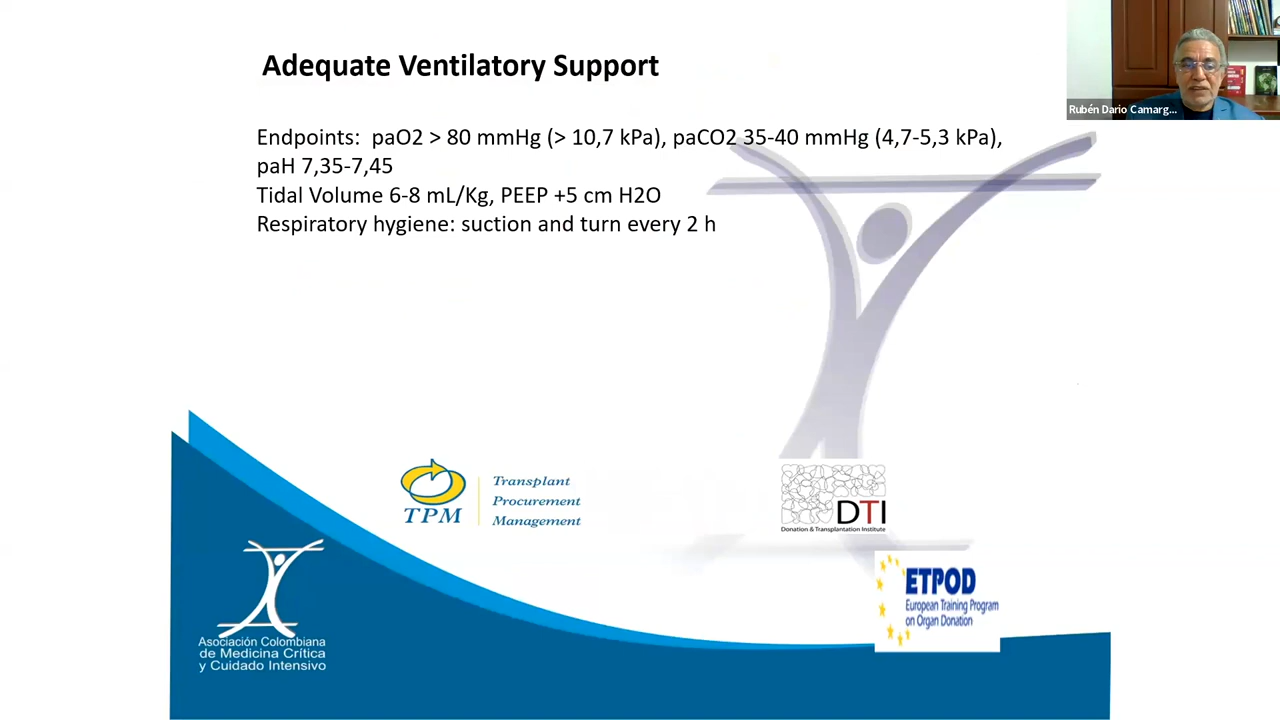 Adequate Ventilatory Support
Rubén Dario Camarg...
Endpoints: paO2 > 80 mmHg (> 10,7 kPa), paCO2 35-40 mmHg (4,7-5,3 kPa),
paH 7,35-7,45
Tidal Volume 6-8 mL/Kg, PEEP +5 cm H2O
Respiratory hygiene: suction and turn every 2 h
TPM
Transplant
Procurement
Management
DTI
Donation & Transplantation Institute
ETPOD
European Training Program
on Organ Donation
Asociación Colombiana
de Medicina Crítica
y Cuidado Intensivo